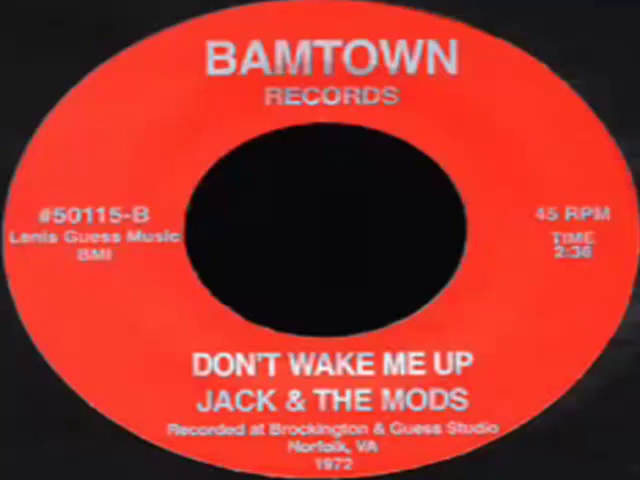 BAMTOWN
RECORDS
#50115-B
Lenis Guess Music
BMI
45 RPM
TIME
2:36
DON'T WAKE ME UP
JACK & THE MODS
Recorded at Brockington & Guess Studio
Norfolk, VA
1972